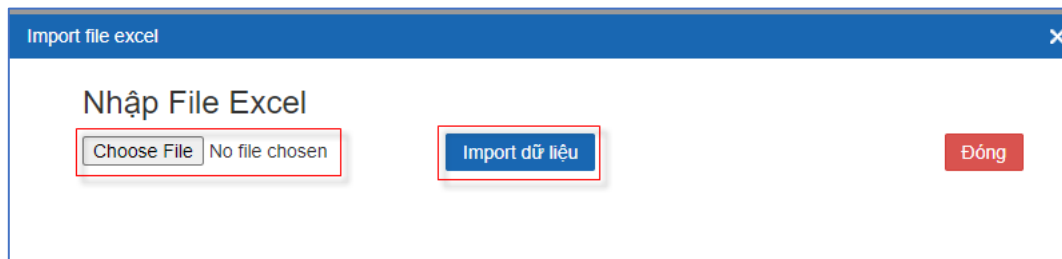 Import file excel ×
Nhập File Excel
Choose File No file chosen Import dữ liệu Đóng